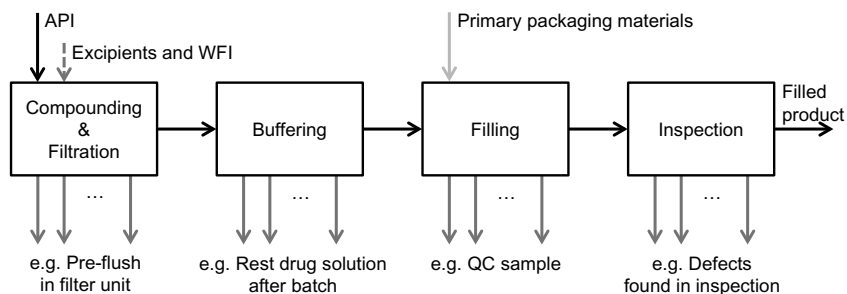 API
Excipients and WFI
Primary packaging materials
Compounding
&
Filtration
Buffering
Filling
Inspection
Filled
product
...
...
...
...
e.g. Pre-flush
in filter unit
e.g. Rest drug solution
after batch
e.g. QC sample
e.g. Defects
found in inspection